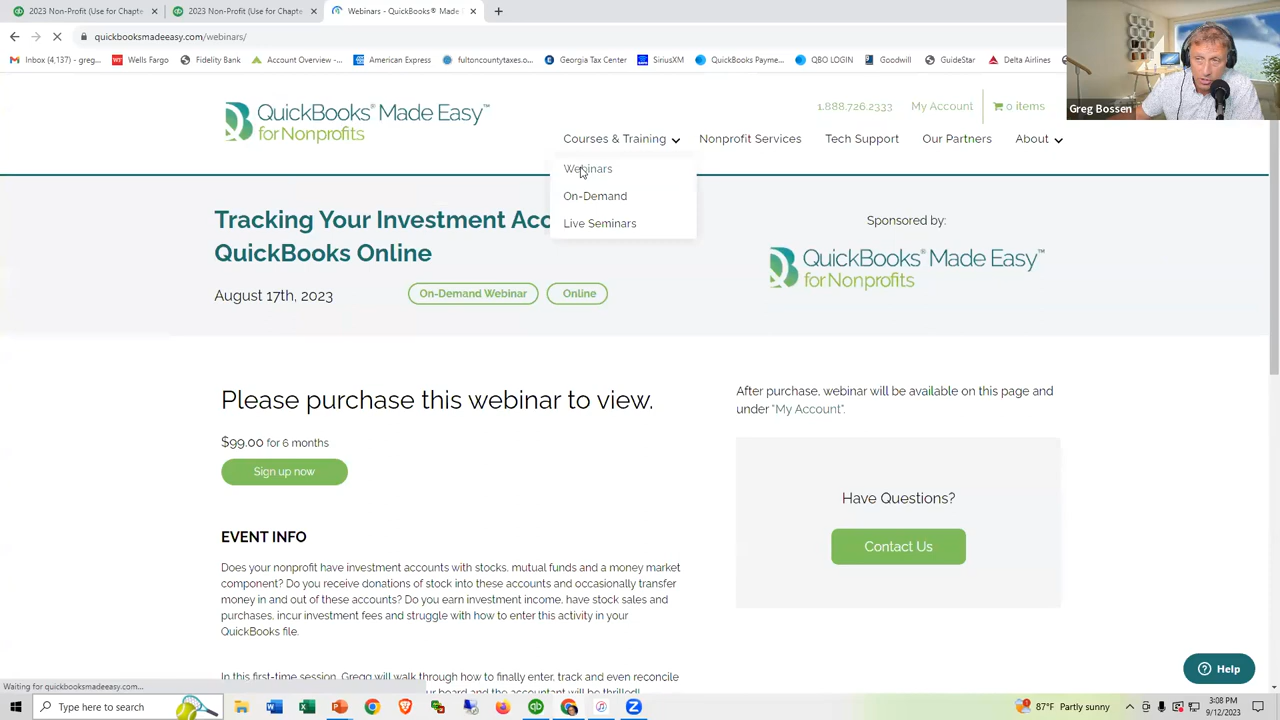 2023 Non-Profit (Use for Chapte
2023 Non-Profit (Use for Chapte
Webinars - QuickBooks® Made
quickbooksmadeeasy.com/webinars/
Inbox (4,137) - greg...
Wells Fargo
Fidelity Bank
Account Overview -...
American Express
fultoncountytaxes.o...
Georgia Tax Center
SiriusXM
QuickBooks Payme...
QBO LOGIN
Goodwill
GuideStar
Delta Airlines
Greg Bossen
QuickBooks® Made Easy™
for Nonprofits
1.888.726.2333
My Account
0 items
Courses & Training
Nonprofit Services
Tech Support
Our Partners
About
Webinars
On-Demand
Live Seminars
Tracking Your Investment Acc
QuickBooks Online
August 17th, 2023
On-Demand Webinar
Online
Sponsored by:
QuickBooks® Made Easy™
for Nonprofits
Please purchase this webinar to view.
$99.00 for 6 months
Sign up now
After purchase, webinar will be available on this page and
under "My Account".
Have Questions?
Contact Us
EVENT INFO
Does your nonprofit have investment accounts with stocks, mutual funds and a money market
component? Do you receive donations of stock into these accounts and occasionally transfer
money in and out of these accounts? Do you earn investment income, have stock sales and
purchases, incur investment fees and struggle with how to enter this activity in your
QuickBooks file.
In this first-time session, Gregg will walk through how to finally enter, track and even reconcile
ur board and the accountant will be thrilled!
Help
Waiting for quickbooksmadeeasy.com...
Type here to search
87°F Partly sunny
3:08 PM
9/12/2023